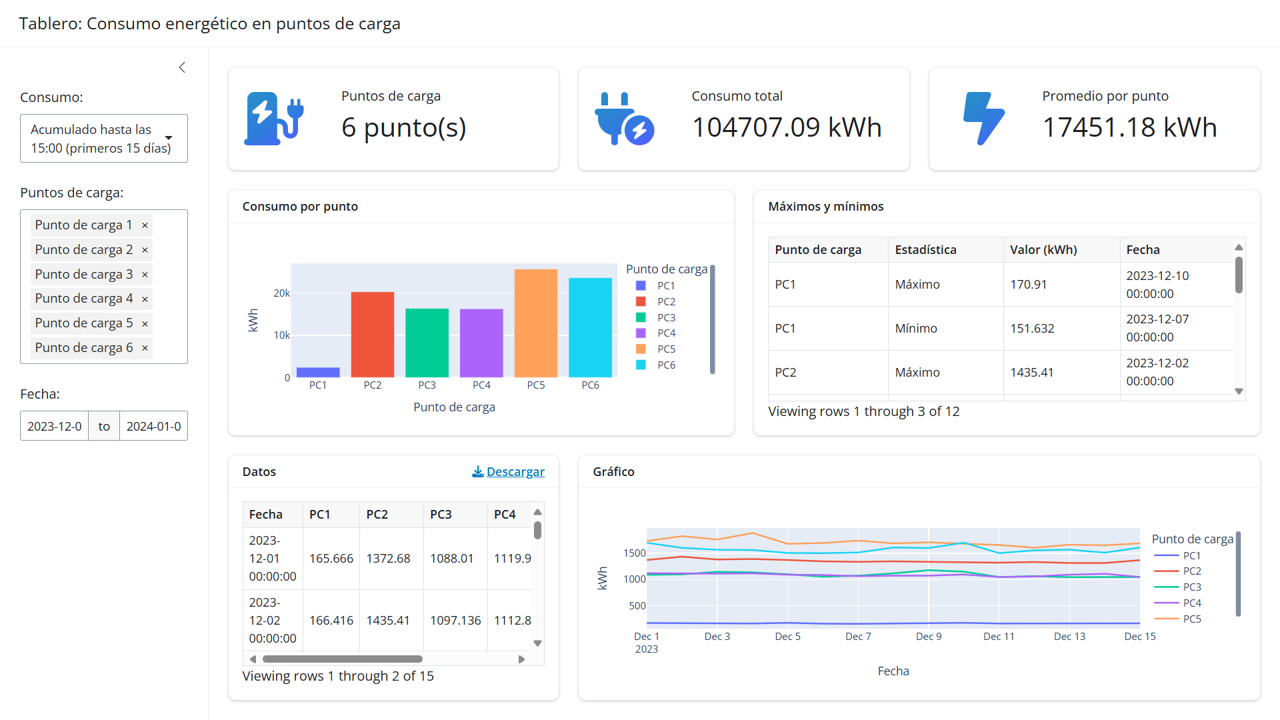 Tablero: Consumo energético en puntos de carga
Consumo:
Acumulado hasta las
15:00 (primeros 15 días)
Puntos de carga:
Punto de carga 1 ×
Punto de carga 2 ×
Punto de carga 3 ×
Punto de carga 4 ×
Punto de carga 5 ×
Punto de carga 6 ×
Fecha:
2023-12-0 to 2024-01-0
Puntos de carga
6 punto(s)
Consumo total
104707.09 kWh
Promedio por punto
17451.18 kWh
Consumo por punto
kWh
20k
10k
0
PC1 PC2 PC3 PC4 PC5 PC6
Punto de carga
Punto de carga
PC1
PC2
PC3
PC4
PC5
PC6
Máximos y mínimos
Punto de carga Estadística Valor (kWh) Fecha
PC1 Máximo 170.91 2023-12-10
00:00:00
PC1 Mínimo 151.632 2023-12-07
00:00:00
PC2 Máximo 1435.41 2023-12-02
00:00:00
Viewing rows 1 through 3 of 12
Datos
Descargar
Fecha PC1 PC2 PC3 PC4
2023-
12-01 165.666 1372.68 1088.01 1119.9
00:00:00
2023-
12-02 166.416 1435.41 1097.136 1112.8
00:00:00
Viewing rows 1 through 2 of 15
Gráfico
kWh
1500
1000
500
Dec 1 Dec 3 Dec 5 Dec 7 Dec 9 Dec 11 Dec 13 Dec 15
2023
Fecha
Punto de carga
PC1
PC2
PC3
PC4
PC5